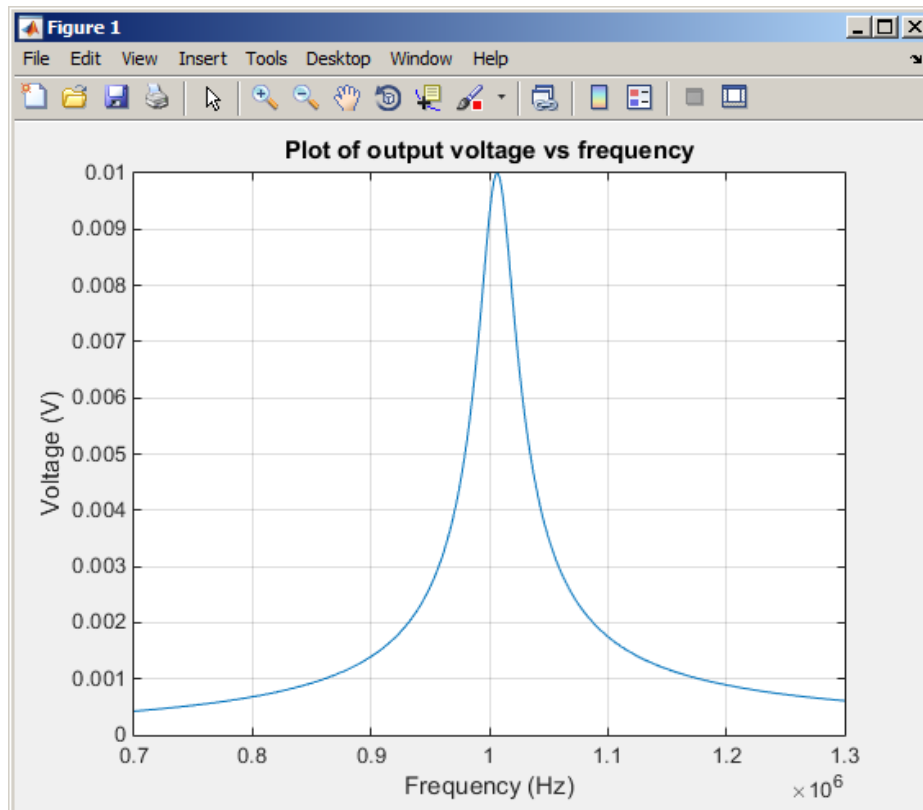 Figure 1
File Edit View Insert Tools Desktop Window Help
Plot of output voltage vs frequency
0.01
0.009
0.008
0.007
0.006
0.005
0.004
0.003
0.002
0.001
0
Voltage (V)
0.7 0.8 0.9 1 1.1 1.2 1.3
Frequency (Hz)
× 10^6